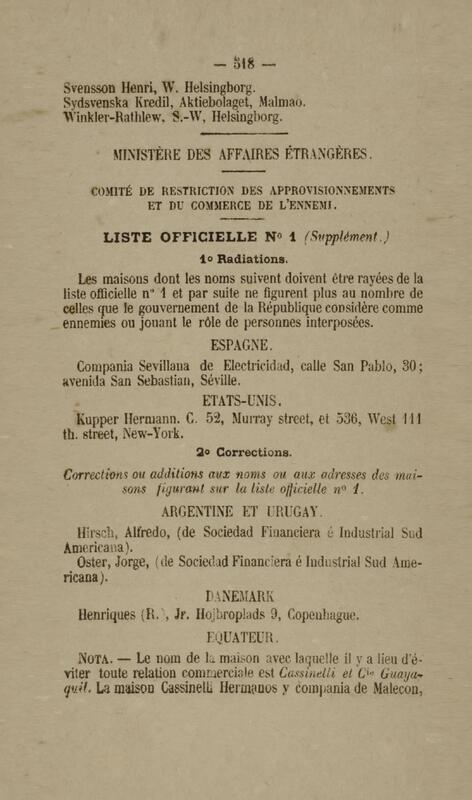 — 518 —
Svensson Henri, W. Helsingborg.
Sydsvenska Kredil, Aktiebolaget, Malmao.
Winkler-Rathlew, S.-W, Helsingborg.
MINISTÈRE DES AFFAIRES ÉTRANGÈRES.
COMITÉ DE RESTRICTION DES APPROVISIONNEMENTS
ET DU COMMERCE DE L'ENNEMI.
LISTE OFFICIELLE Nº 1 (Supplément.)
1º Radiations.
Les maisons dont les noms suivent doivent être rayées de la
liste officielle nº 1 et par suite ne figurent plus au nombre de
celles que le gouvernement de la République considère comme
ennemies ou jouant le rôle de personnes interposées.
ESPAGNE.
Compania Sevillana de Electricidad, calle San Pablo, 30;
avenida San Sebastian, Séville.
ETATS-UNIS.
Kupper Hermann. C. 52, Murray street, et 536, West 111
th. street, New-York.
2º Corrections.
Corrections ou additions aux noms ou aux adresses des mai-
sons figurant sur la liste officielle nº 1.
ARGENTINE ET URUGAY.
Hirsch, Alfredo, (de Sociedad Financiera é Industrial Sud
Americana).
Oster, Jorge, (de Sociedad Financiera é Industrial Sud Ame-
ricana).
DANEMARK
Henriques (R.), Jr. Hojbroplads 9, Copenhague.
EQUATEUR.
NOTA. — Le nom de la maison avec laquelle il y a lieu d'é-
viter toute relation commerciale est Cassinelli et Cie Guaya-
quil. La maison Cassinelli Hermanos y compania de Malecon,